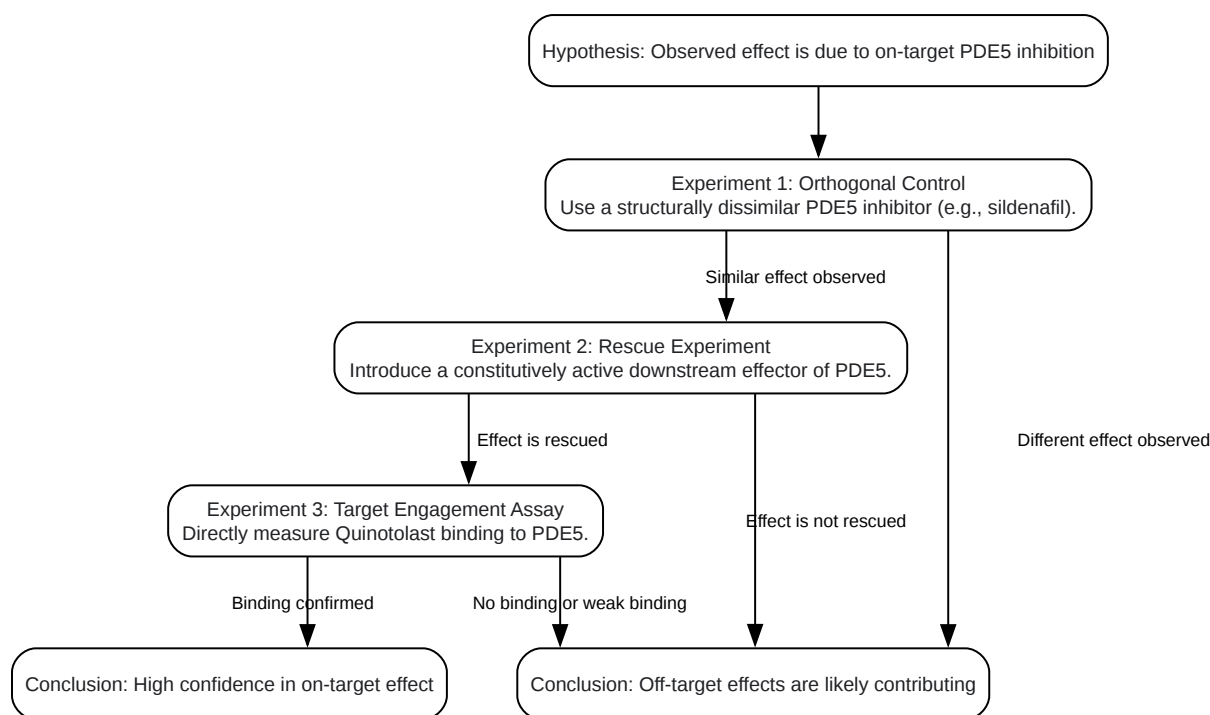 Hypothesis: Observed effect is due to on-target PDE5 inhibition
Experiment 1: Orthogonal Control
Use a structurally dissimilar PDE5 inhibitor (e.g., sildenafil).
Similar effect observed
Experiment 2: Rescue Experiment
Introduce a constitutively active downstream effector of PDE5.
Effect is rescued
Different effect observed
Experiment 3: Target Engagement Assay
Directly measure Quinotolast binding to PDE5.
Effect is not rescued
Binding confirmed
No binding or weak binding
Conclusion: High confidence in on-target effect
Conclusion: Off-target effects are likely contributing